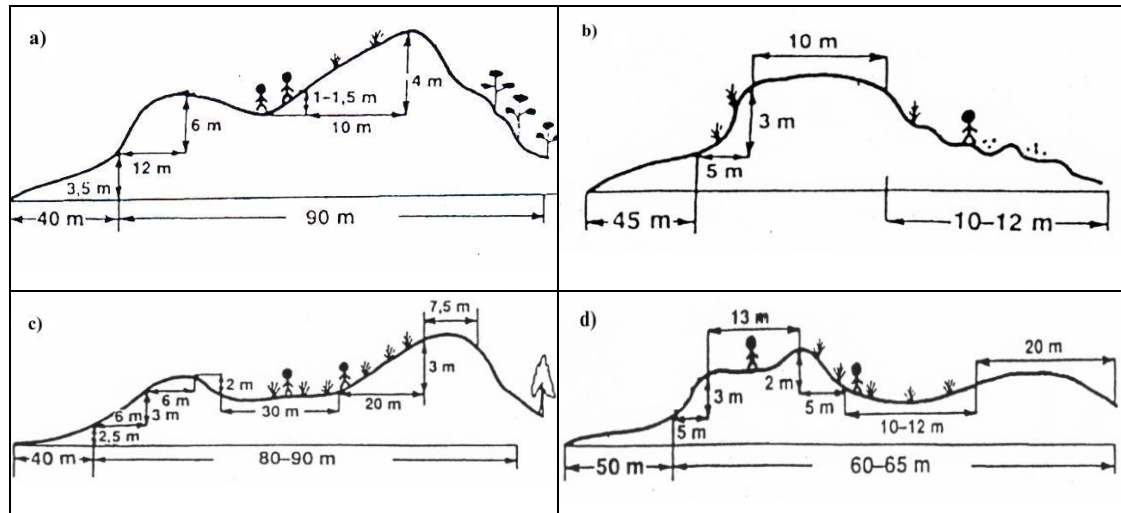 a)
4 m
1–1,5 m
10 m
6 m
12 m
3,5 m
40 m
90 m
b)
10 m
3 m
5 m
45 m
10–12 m
c)
7,5 m
2 m
3 m
6 m
6 m
3 m
30 m
20 m
2,5 m
40 m
80–90 m
d)
13 m
20 m
2 m
3 m
5 m
5 m
10–12 m
50 m
60–65 m